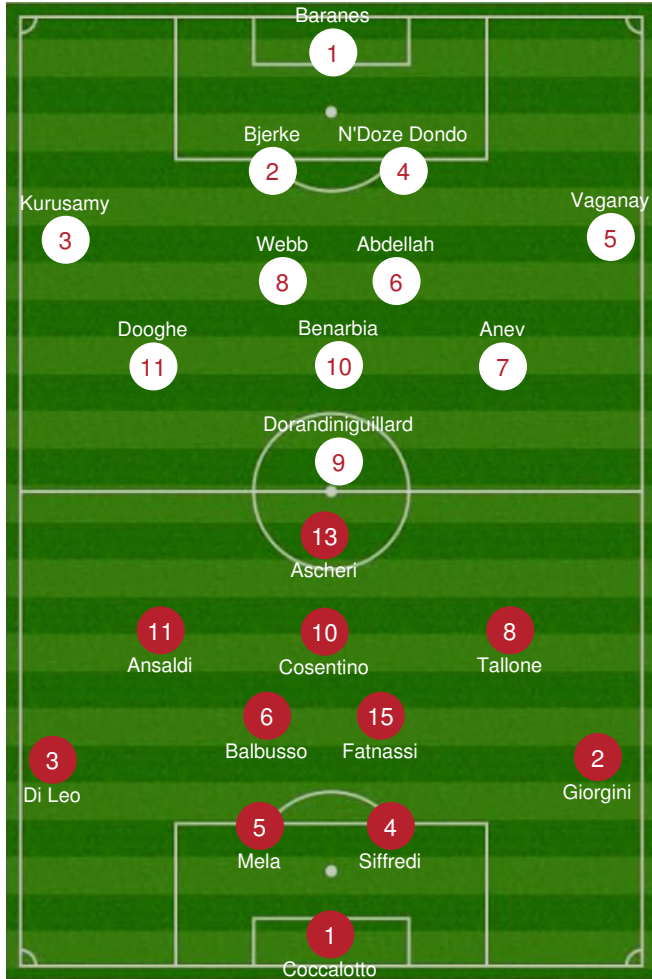 Baranes
1
Bjerke N'Doze Dondo
2 4
Kurusamy Vaganay
3 5
Webb Abdellah
8 6
Dooghe Benarbia Anev
11 10 7
Dorandiniguillard
9
13
Ascheri
11 10 8
Ansaldi Cosentino Tallone
6 15
Balbusso Fatnassi
3 2
Di Leo Giorgini
5 4
Mela Siffredi
1
Coccalotto